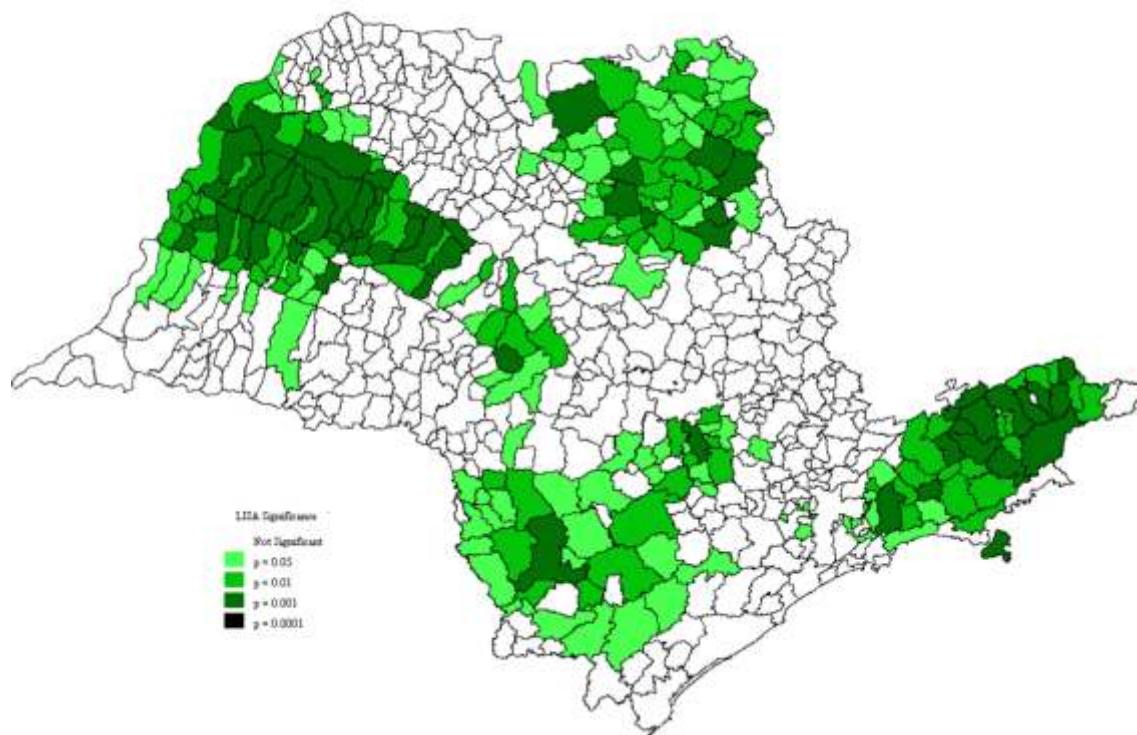 LISA Significance
Not Significant
p = 0.05
p = 0.01
p = 0.001
p = 0.0001